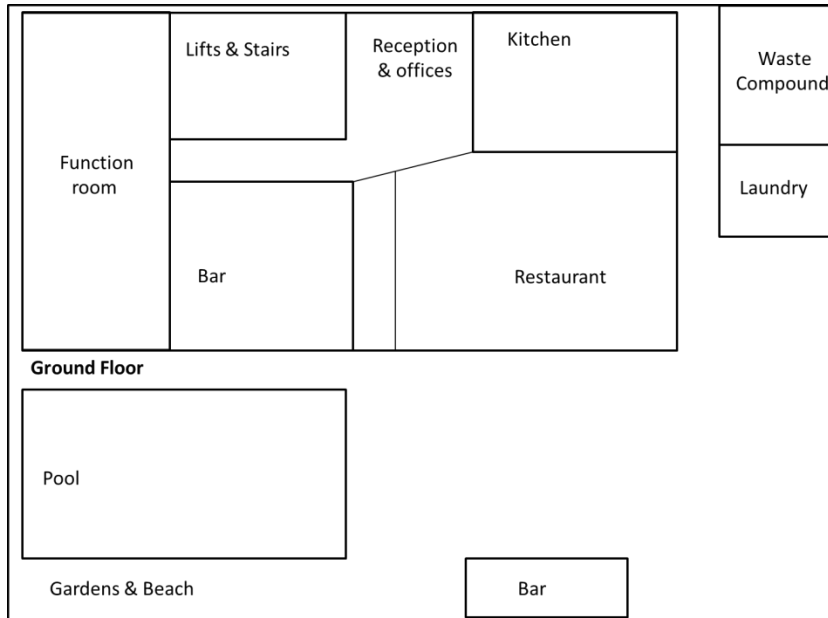 Lifts & Stairs
Reception
& offices
Kitchen
Waste
Compound
Function
room
Laundry
Bar
Restaurant
Ground Floor
Pool
Gardens & Beach
Bar